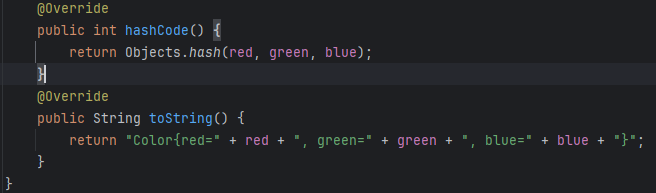 @Override
public int hashCode() {
    return Objects.hash(red, green, blue);
}
@Override
public String toString() {
    return "Color{red=" + red + ", green=" + green + ", blue=" + blue + "}";
}
}